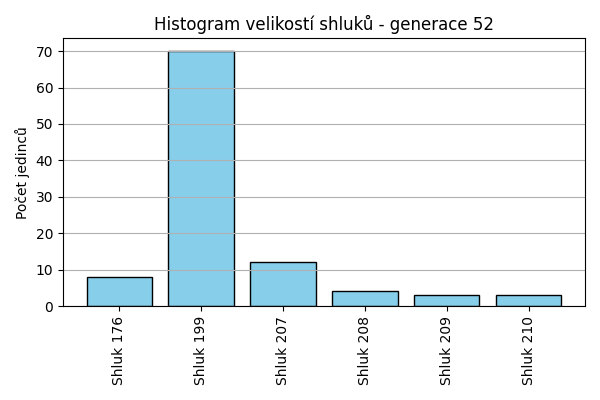 Histogram velikostí shluků - generace 52
Počet jedinců
70
60
50
40
30
20
10
0
Shluk 176
Shluk 199
Shluk 207
Shluk 208
Shluk 209
Shluk 210